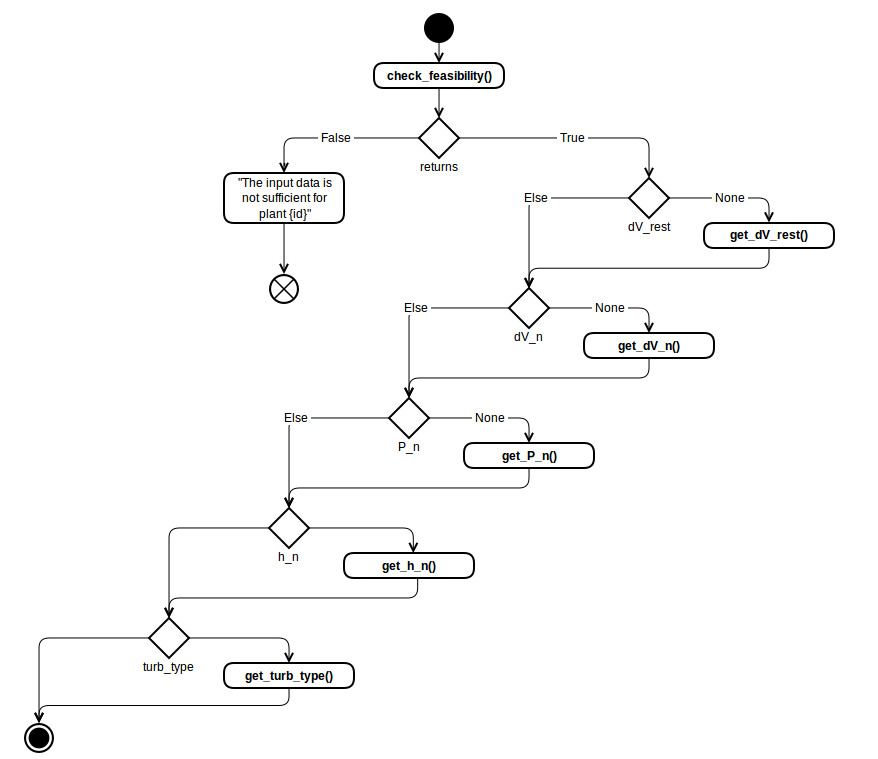 check_feasibility()
False
True
returns
"The input data is
not sufficient for
plant {id}"
Else
None
dV_rest
get_dV_rest()
Else
None
dV_n
get_dV_n()
Else
None
P_n
get_P_n()
h_n
get_h_n()
turb_type
get_turb_type()